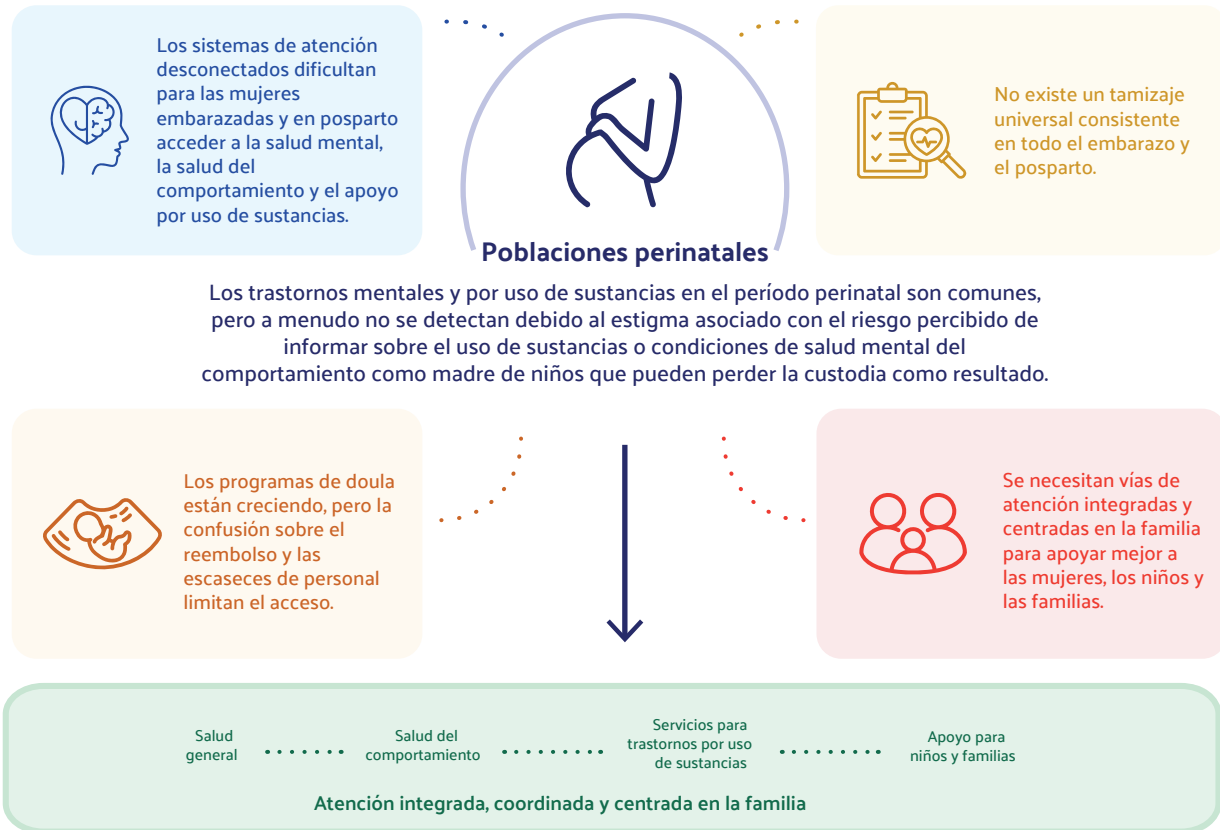 Los sistemas de atención
desconectados dificultan
para las mujeres
embarazadas y en posparto
acceder a la salud mental,
la salud del
comportamiento y el apoyo
por uso de sustancias.
No existe un tamizaje
universal consistente
en todo el embarazo y
el posparto.
Poblaciones perinatales
Los trastornos mentales y por uso de sustancias en el período perinatal son comunes,
pero a menudo no se detectan debido al estigma asociado con el riesgo percibido de
informar sobre el uso de sustancias o condiciones de salud mental del
comportamiento como madre de niños que pueden perder la custodia como resultado.
Los programas de doula
están creciendo, pero la
confusión sobre el
reembolso y las
escaseces de personal
limitan el acceso.
Se necesitan vías de
atención integradas y
centradas en la familia
para apoyar mejor a
las mujeres, los niños y
las familias.
Salud
general
Salud del
comportamiento
Servicios para
trastornos por uso
de sustancias
Apoyo para
niños y familias
Atención integrada, coordinada y centrada en la familia